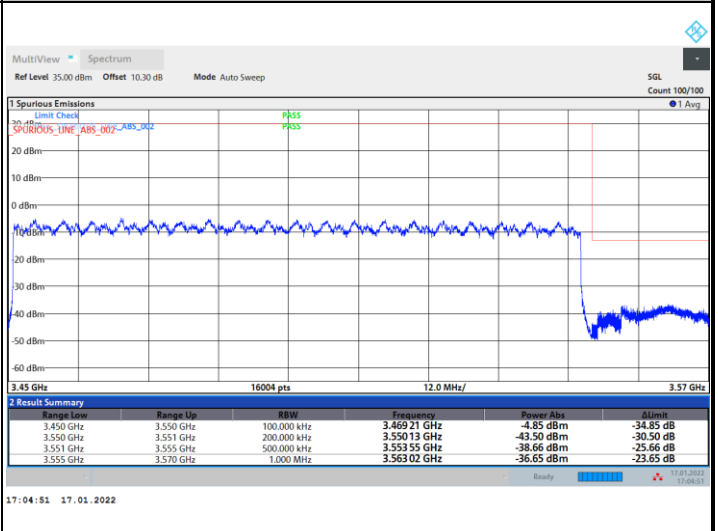 MultiView Spectrum
Ref Level 35.00 dBm Offset 10.30 dB Mode Auto Sweep SGL
Count 100/100
1 Spurious Emissions 1 Avg
Limit Check PASS
_SPURIOUS_LINE_ABS_002 PASS
20 dBm
10 dBm
0 dBm
-10 dBm
-20 dBm
-30 dBm
-40 dBm
-50 dBm
-60 dBm
3.45 GHz 16004 pts 12.0 MHz/ 3.57 GHz
2 Result Summary
Range Low Range Up RBW Frequency Power Abs ΔLimit
3.450 GHz 3.550 GHz 100.000 kHz 3.46921 GHz -4.85 dBm -34.85 dB
3.550 GHz 3.551 GHz 200.000 kHz 3.55013 GHz -43.50 dBm -30.50 dB
3.551 GHz 3.555 GHz 500.000 kHz 3.55355 GHz -38.66 dBm -25.66 dB
3.555 GHz 3.570 GHz 1.000 MHz 3.56302 GHz -36.65 dBm -23.65 dB
Ready 17.01.2022
17:04:51
17:04:51 17.01.2022